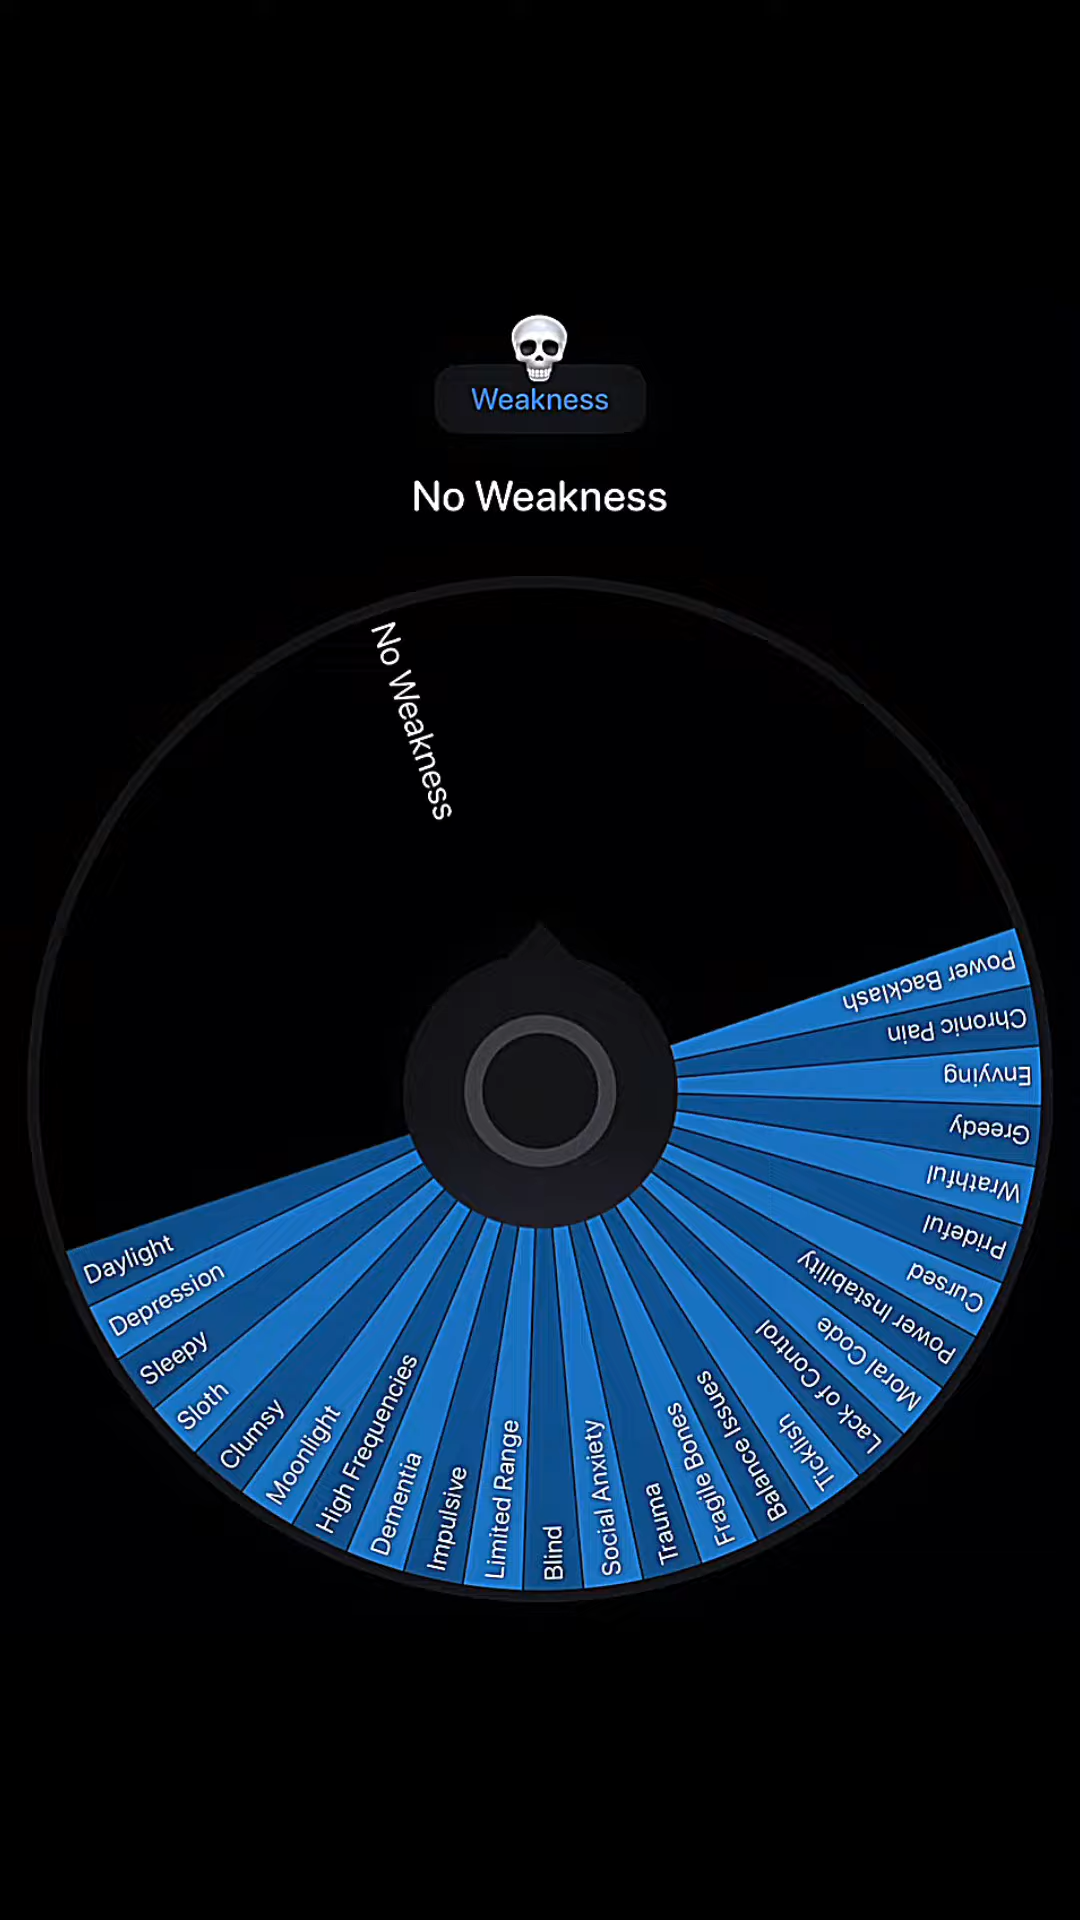 Weakness
No Weakness
No Weakness
Power Backlash
Chronic Pain
Envying
Greedy
Wrathful
Prideful
Cursed
Power Instability
Moral Code
Lack of Control
Ticklish
Balance Issues
Fragile Bones
Trauma
Social Anxiety
Blind
Limited Range
Impulsive
Dementia
High Frequencies
Moonlight
Clumsy
Sloth
Sleepy
Depression
Daylight